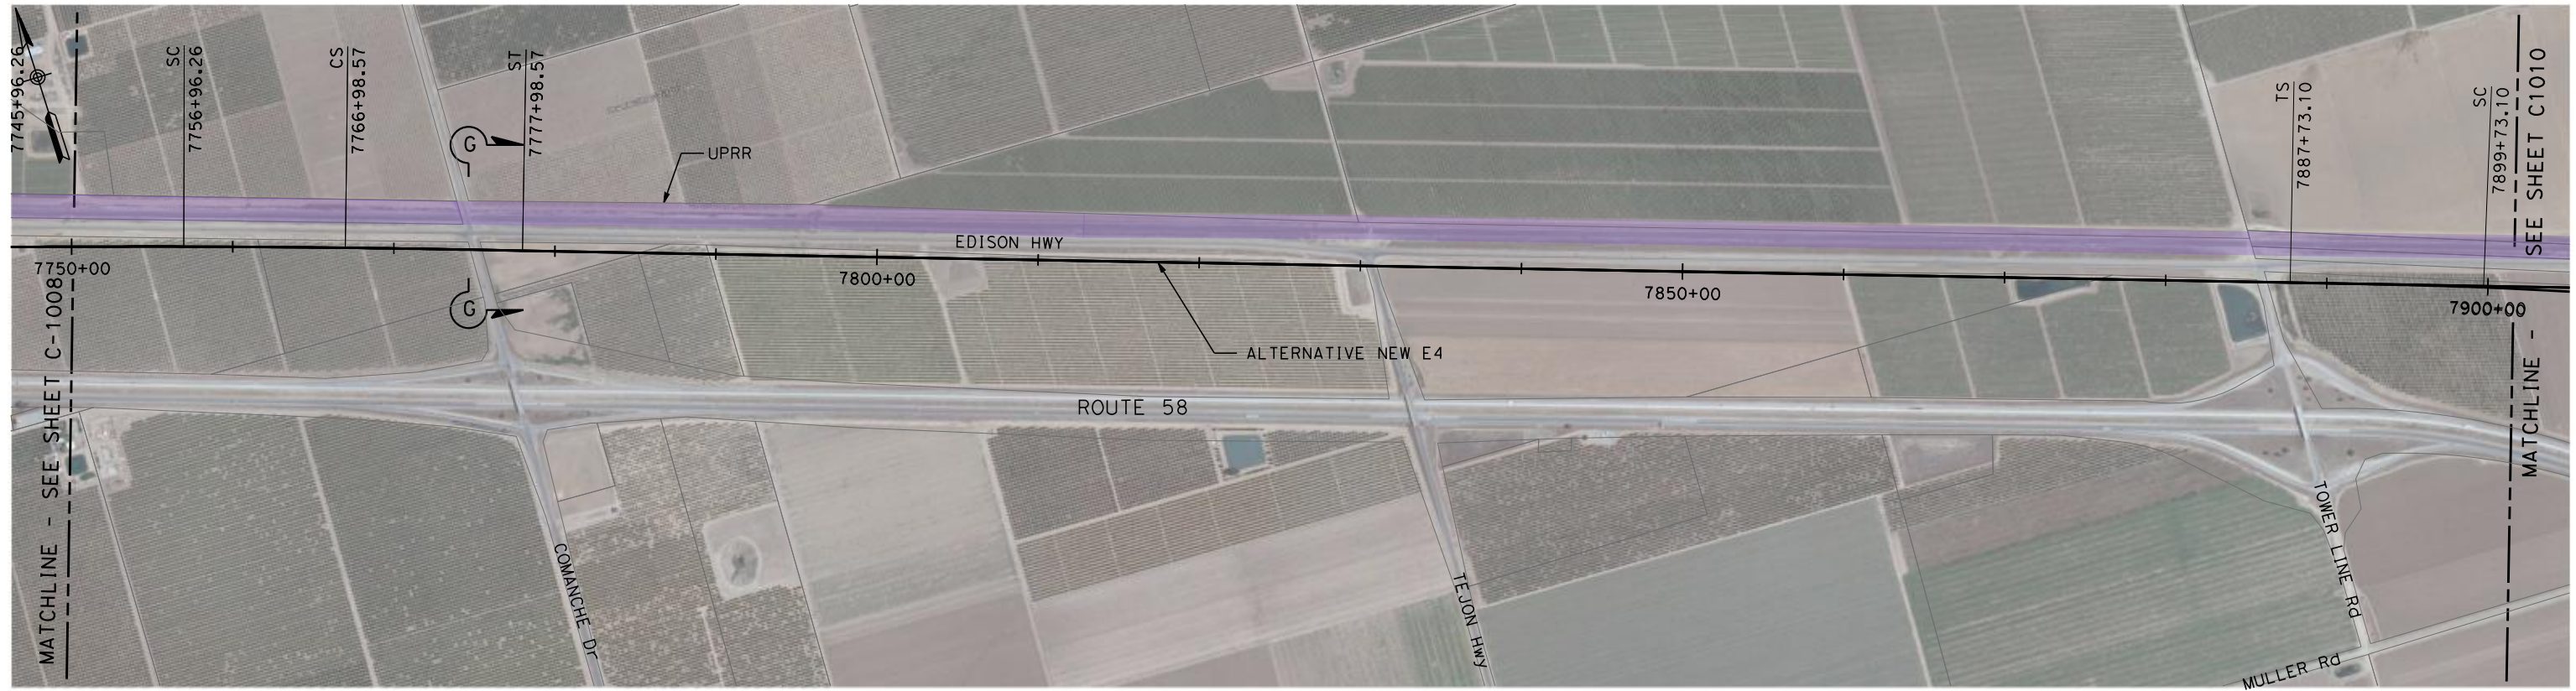 7745+96.26
SC
7756+96.26
CS
7766+98.57
ST
7777+98.57
G
UPRR
TS
7887+73.10
SC
7899+73.10
MATCHLINE - SEE SHEET C1010
EDISON HWY
7750+00
7800+00
7850+00
7900+00
G
ALTERNATIVE NEW E4
MATCHLINE - SEE SHEET C-1008
ROUTE 58
COMANCHE Dr
TEJON Hwy
TOWER LINE Rd
MULLER Rd